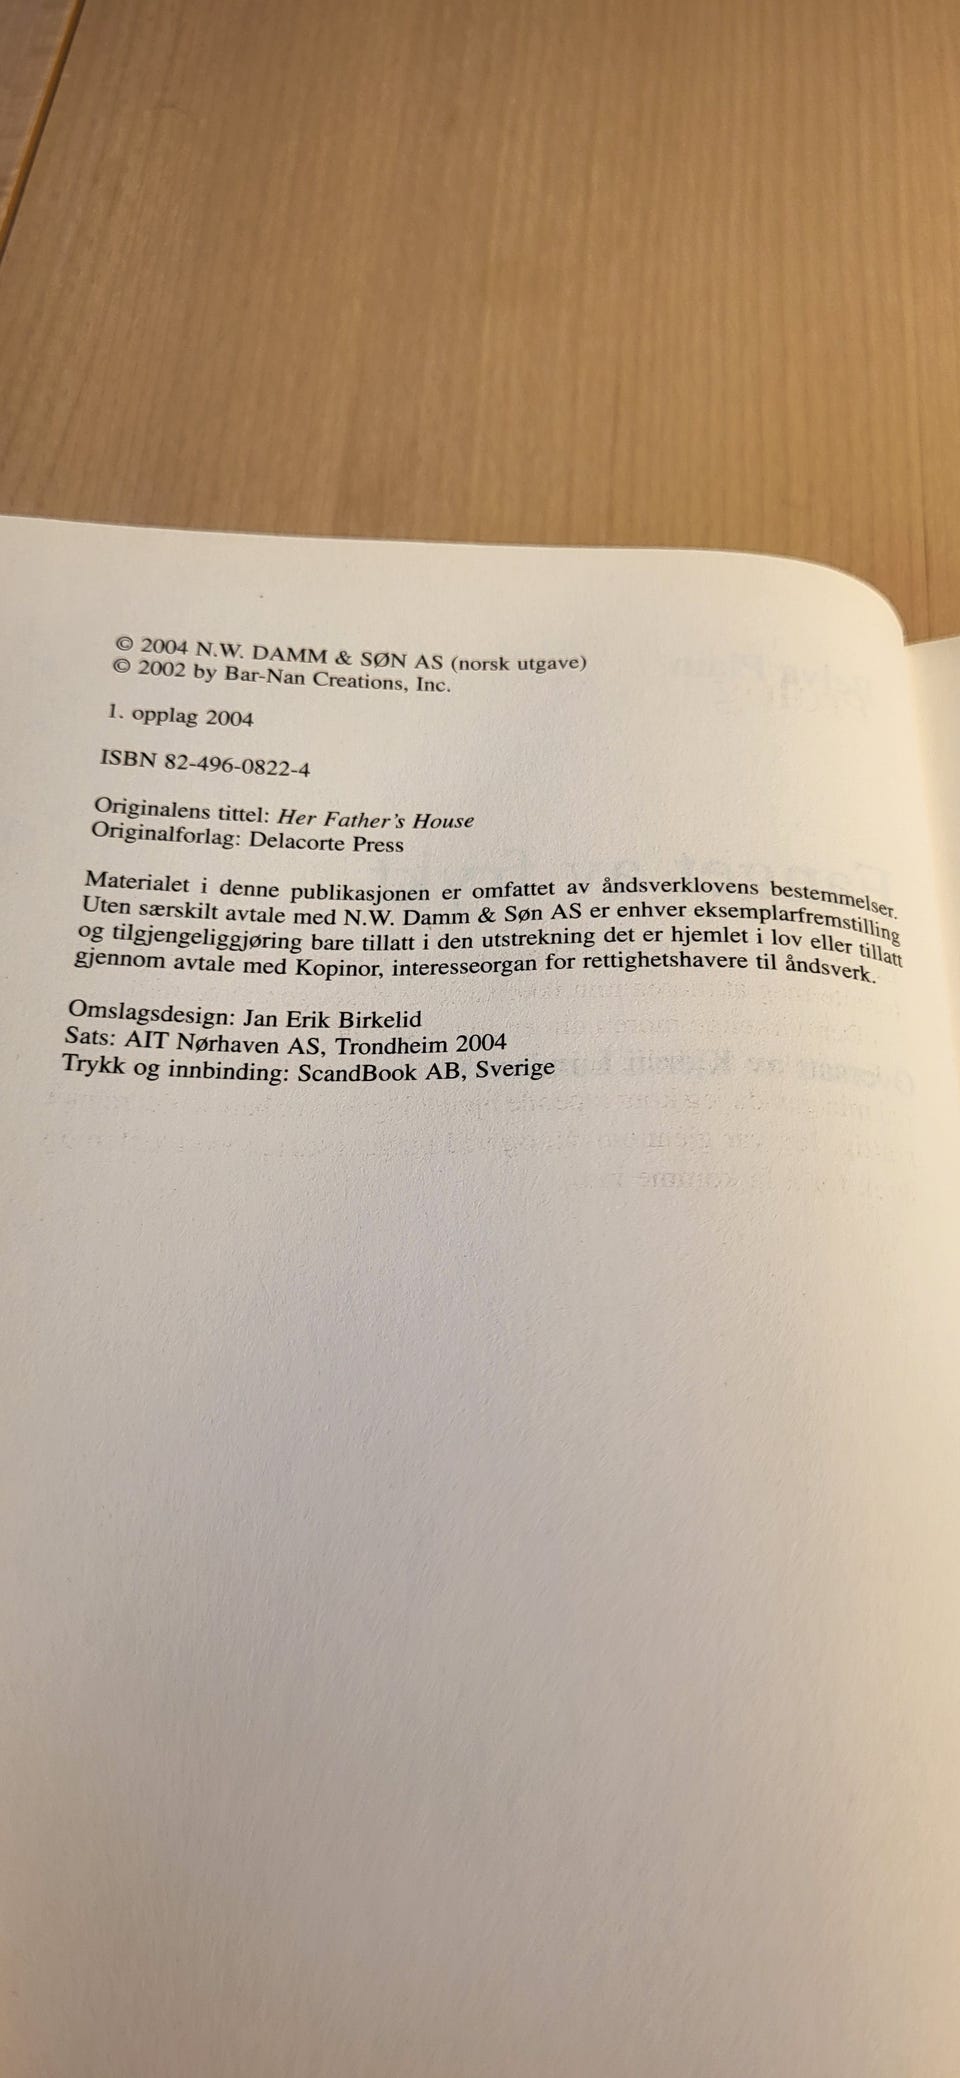 © 2004 N.W. DAMM & SØN AS (norsk utgave)
© 2002 by Bar-Nan Creations, Inc.
1. opplag 2004
ISBN 82-496-0822-4
Originalens tittel: Her Father's House
Originalforlag: Delacorte Press
Materialet i denne publikasjonen er omfattet av åndsverklovens bestemmelser.
Uten særskilt avtale med N.W. Damm & Søn AS er enhver eksemplarfremstilling
og tilgjengeliggjøring bare tillatt i den utstrekning det er hjemlet i lov eller tillatt
gjennom avtale med Kopinor, interesseorgan for rettighetshavere til åndsverk.
Omslagsdesign: Jan Erik Birkelid
Sats: AIT Nørhaven AS, Trondheim 2004
Trykk og innbinding: ScandBook AB, Sverige